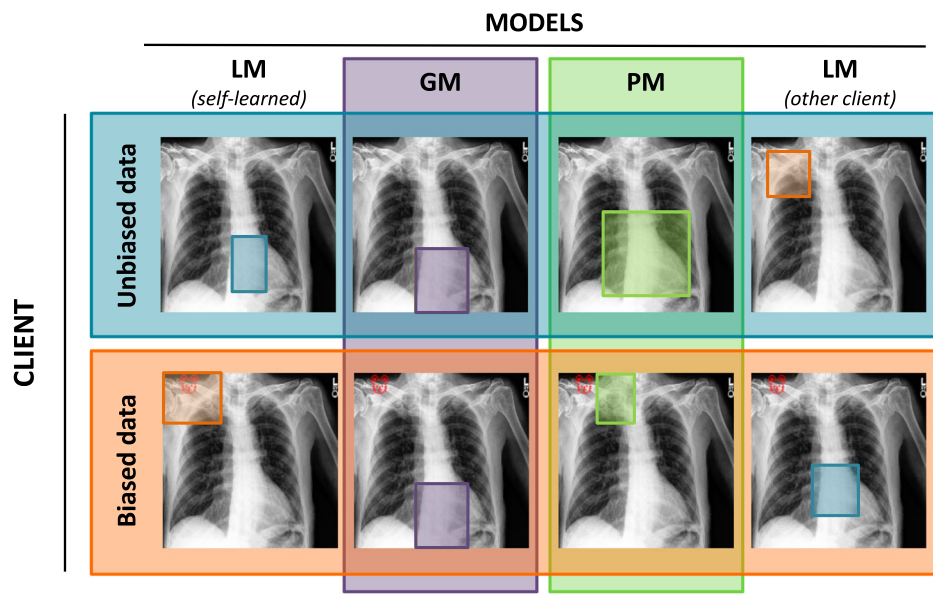 MODELS
LM
(self-learned)
GM
PM
LM
(other client)
CLIENT
Unbiased data
Biased data